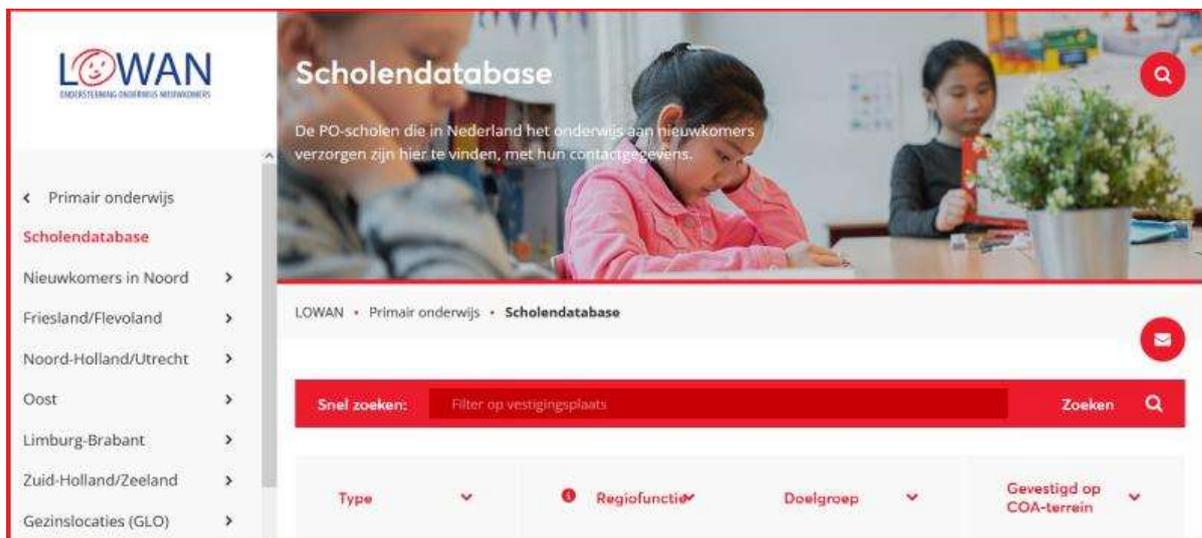 LOWAN
ONDERSTEUNING ONDERWIJS NIEUWKOMERS
Primair onderwijs
Scholendatabase
Nieuwkomers in Noord
Friesland/Flevoland
Noord-Holland/Utrecht
Oost
Limburg-Brabant
Zuid-Holland/Zeeland
Gezinslocaties (GLO)
Scholendatabase
De PO-scholen die in Nederland het onderwijs aan nieuwkomers
verzorgen zijn hier te vinden, met hun contactgegevens.
LOWAN • Primair onderwijs • Scholendatabase
Snel zoeken: Filter op vestigingsplaats Zoeken
Type
Regiofunctie
Doelgroep
Gevestigd op
COA-terrein